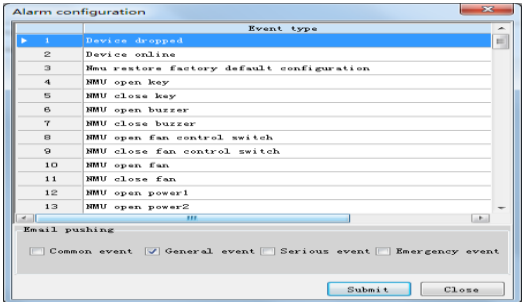 Alarm configuration
Event type
1 Device dropped
2 Device online
3 Nmu restore factory default configuration
4 NMU open key
5 NMU close key
6 NMU open buzzer
7 NMU close buzzer
8 NMU open fan control switch
9 NMU close fan control switch
10 NMU open fan
11 NMU close fan
12 NMU open power1
13 NMU open power2
Email pushing
Common event General event Serious event Emergency event
Submit Close